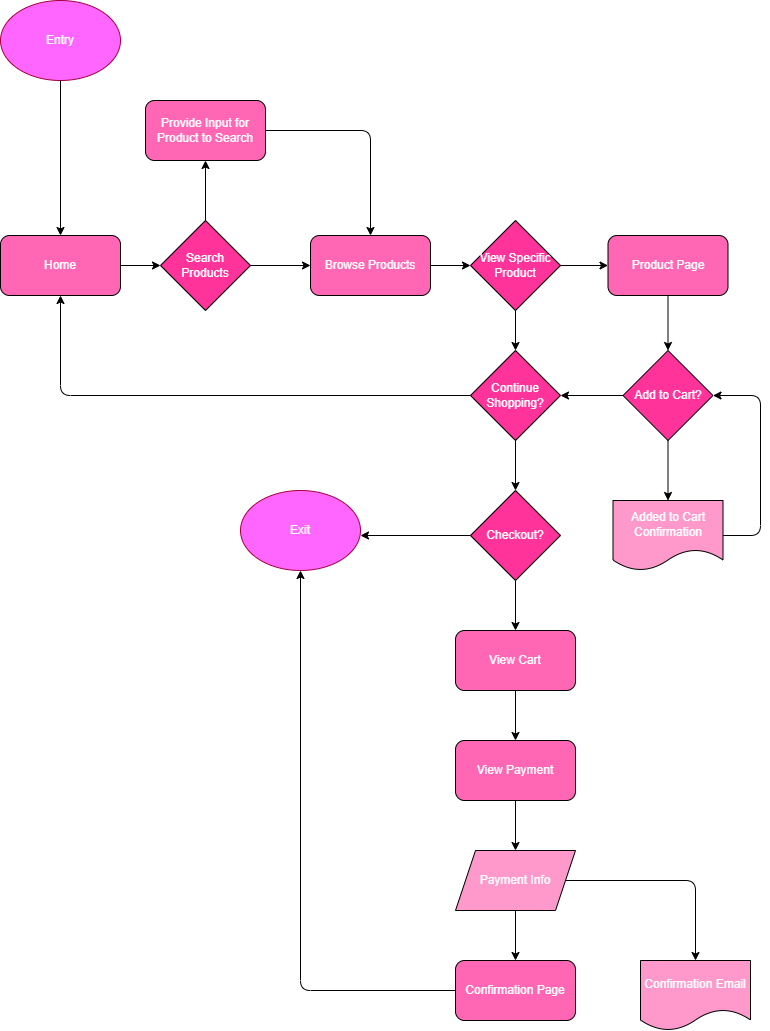 Entry
Provide Input for
Product to Search
Home
Search
Products
Browse Products
View Specific
Product
Product Page
Continue
Shopping?
Add to Cart?
Exit
Checkout?
Added to Cart
Confirmation
View Cart
View Payment
Payment Info
Confirmation Page
Confirmation Email